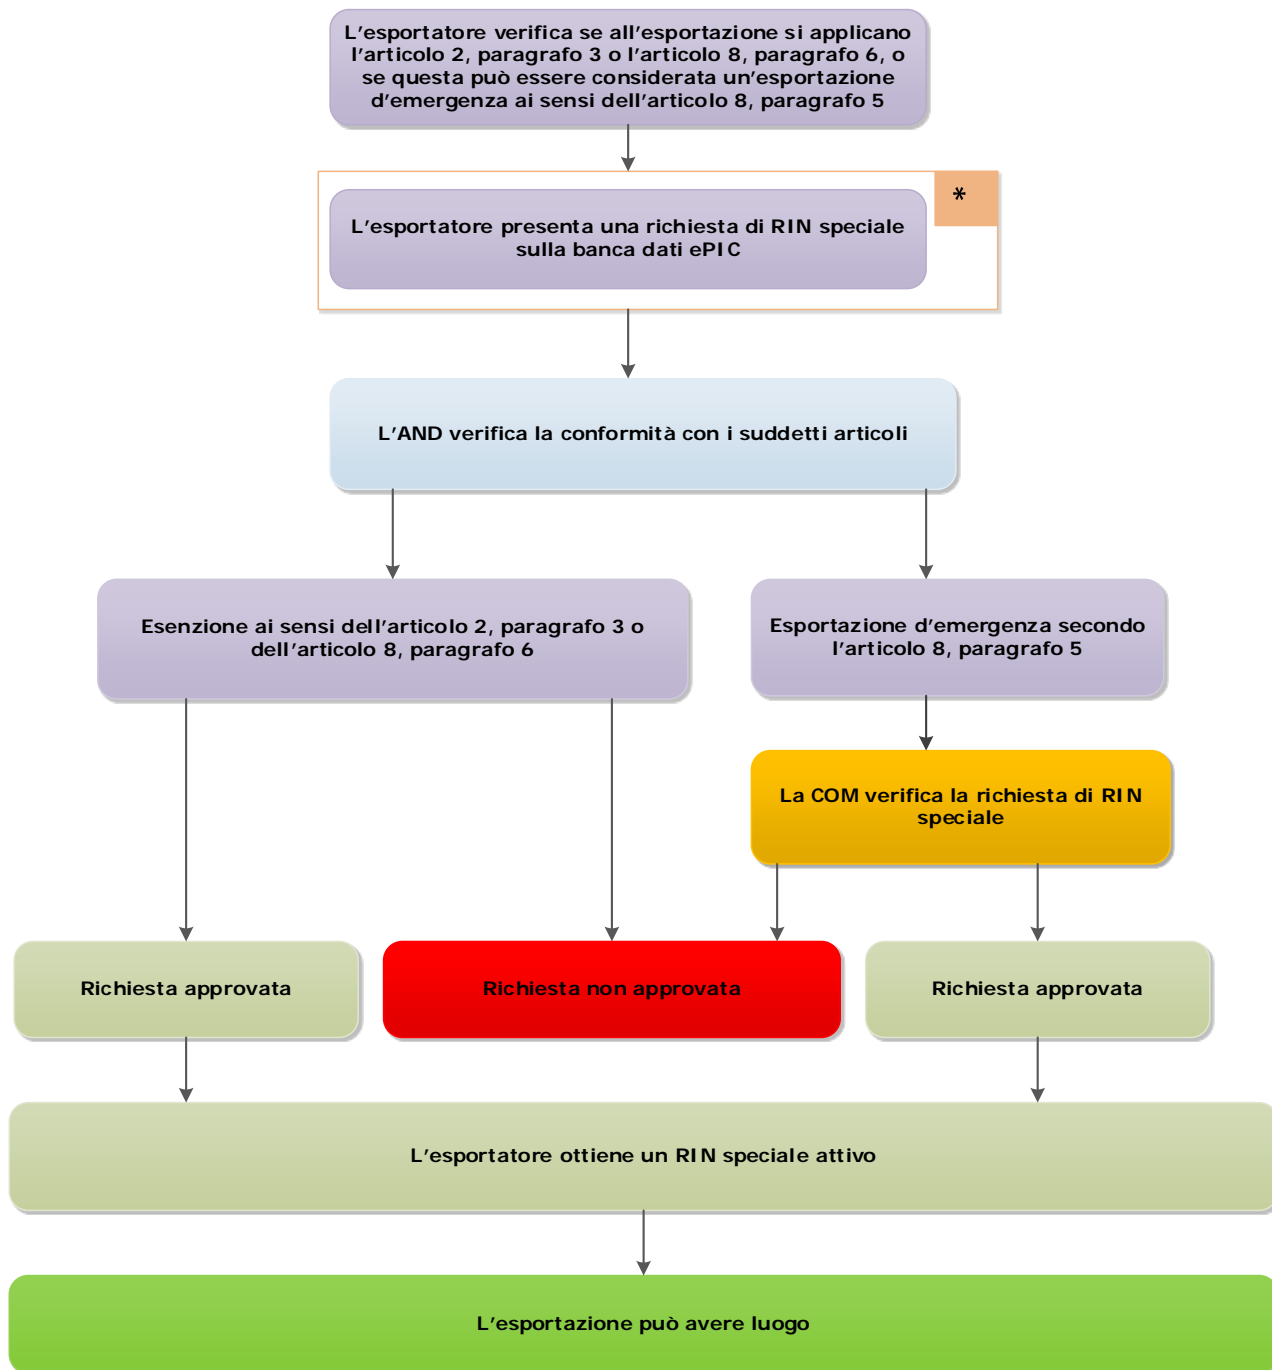 L'esportatore verifica se all'esportazione si applicano
l'articolo 2, paragrafo 3 o l'articolo 8, paragrafo 6, o
se questa può essere considerata un'esportazione
d'emergenza ai sensi dell'articolo 8, paragrafo 5
*
L'esportatore presenta una richiesta di RIN speciale
sulla banca dati ePIC
L'AND verifica la conformità con i suddetti articoli
Esenzione ai sensi dell'articolo 2, paragrafo 3 o
dell'articolo 8, paragrafo 6
Esportazione d'emergenza secondo
l'articolo 8, paragrafo 5
La COM verifica la richiesta di RIN
speciale
Richiesta approvata
Richiesta non approvata
Richiesta approvata
L'esportatore ottiene un RIN speciale attivo
L'esportazione può avere luogo